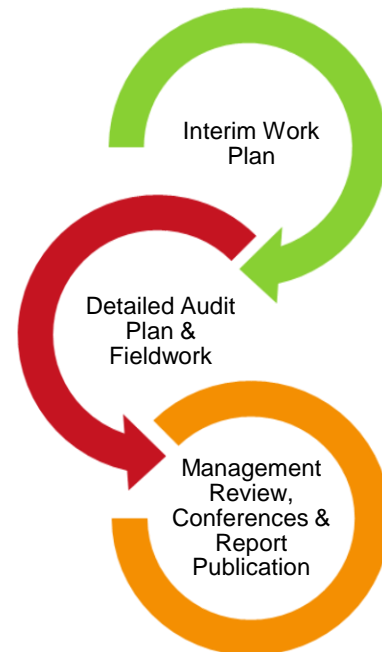 Interim Work
Plan
Detailed Audit
Plan &
Fieldwork
Management
Review,
Conferences &
Report
Publication